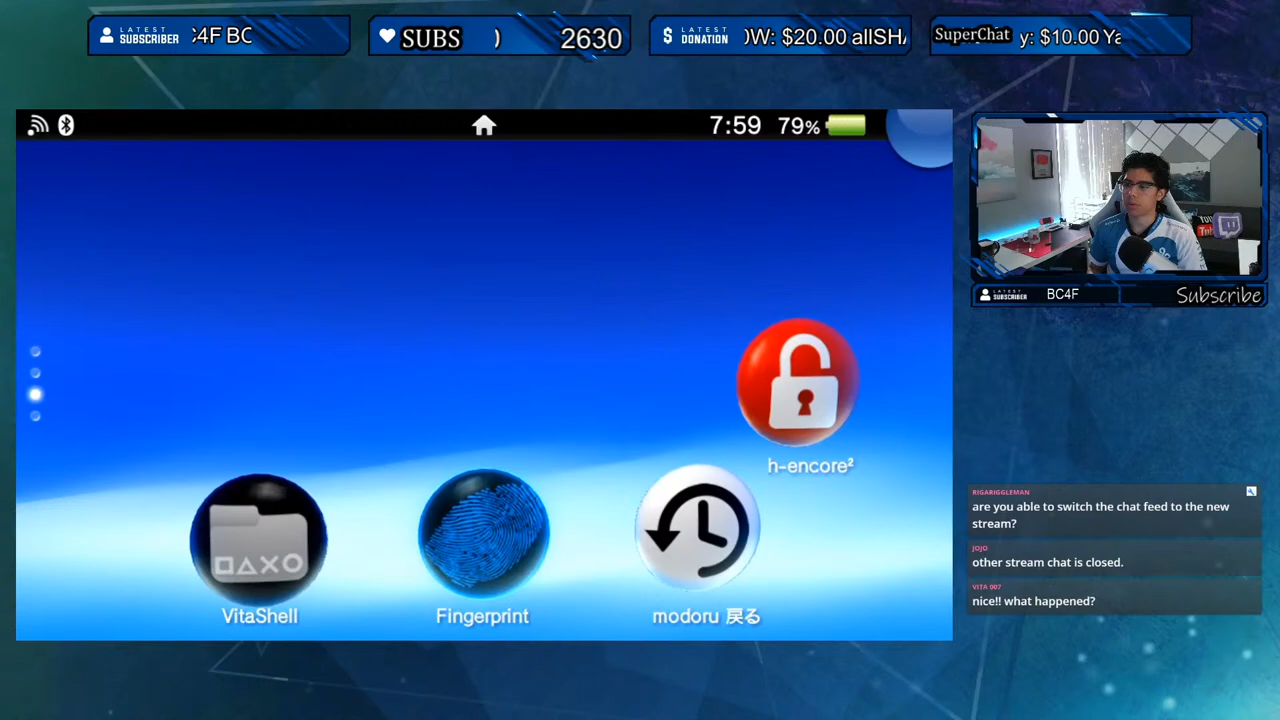 LATEST
SUBSCRIBER
:4F BC
SUBS
)
2630
$
LATEST
DONATION
)W: $20.00 allSH
SuperChat
y: $10.00 Ya
7:59
79%
h-encore²
VitaShell
Fingerprint
modoru 戻る
YOU
LATEST
SUBSCRIBER
BC4F
Subscribe
RIGARIGGLEMAN
are you able to switch the chat feed to the new
stream?
JOJO
other stream chat is closed.
VITA 007
nice!! what happened?